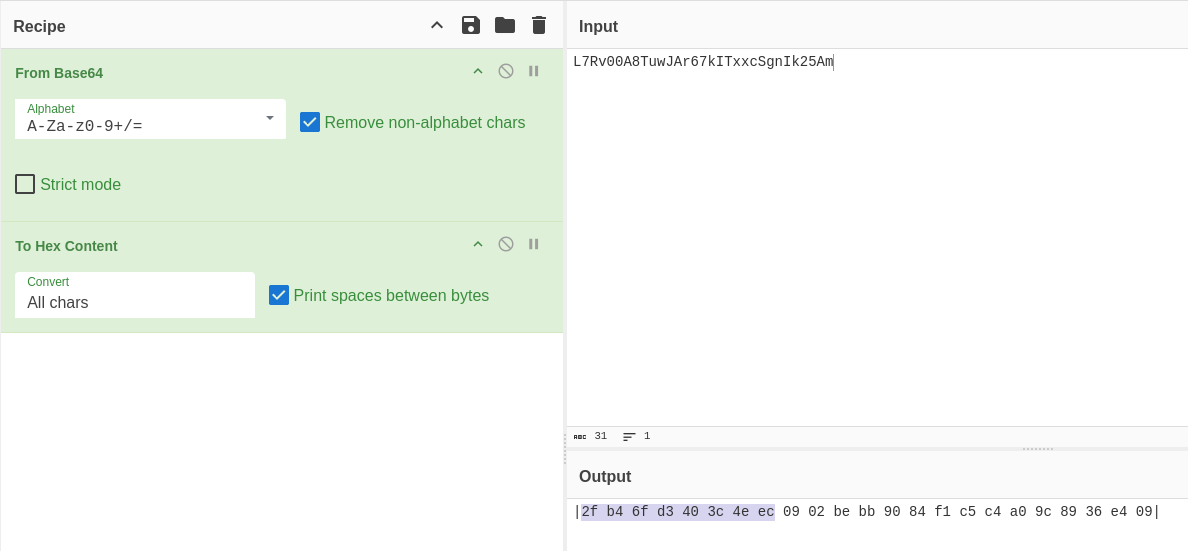 Recipe
From Base64
Alphabet
A-Za-z0-9+/=
Remove non-alphabet chars
Strict mode
To Hex Content
Convert
All chars
Print spaces between bytes
Input
L7Rv00A8TuwJAr67kITxxcSgnIk25Am
ABC 31 1
Output
|2f b4 6f d3 40 3c 4e ec 09 02 be bb 90 84 f1 c5 c4 a0 9c 89 36 e4 09|